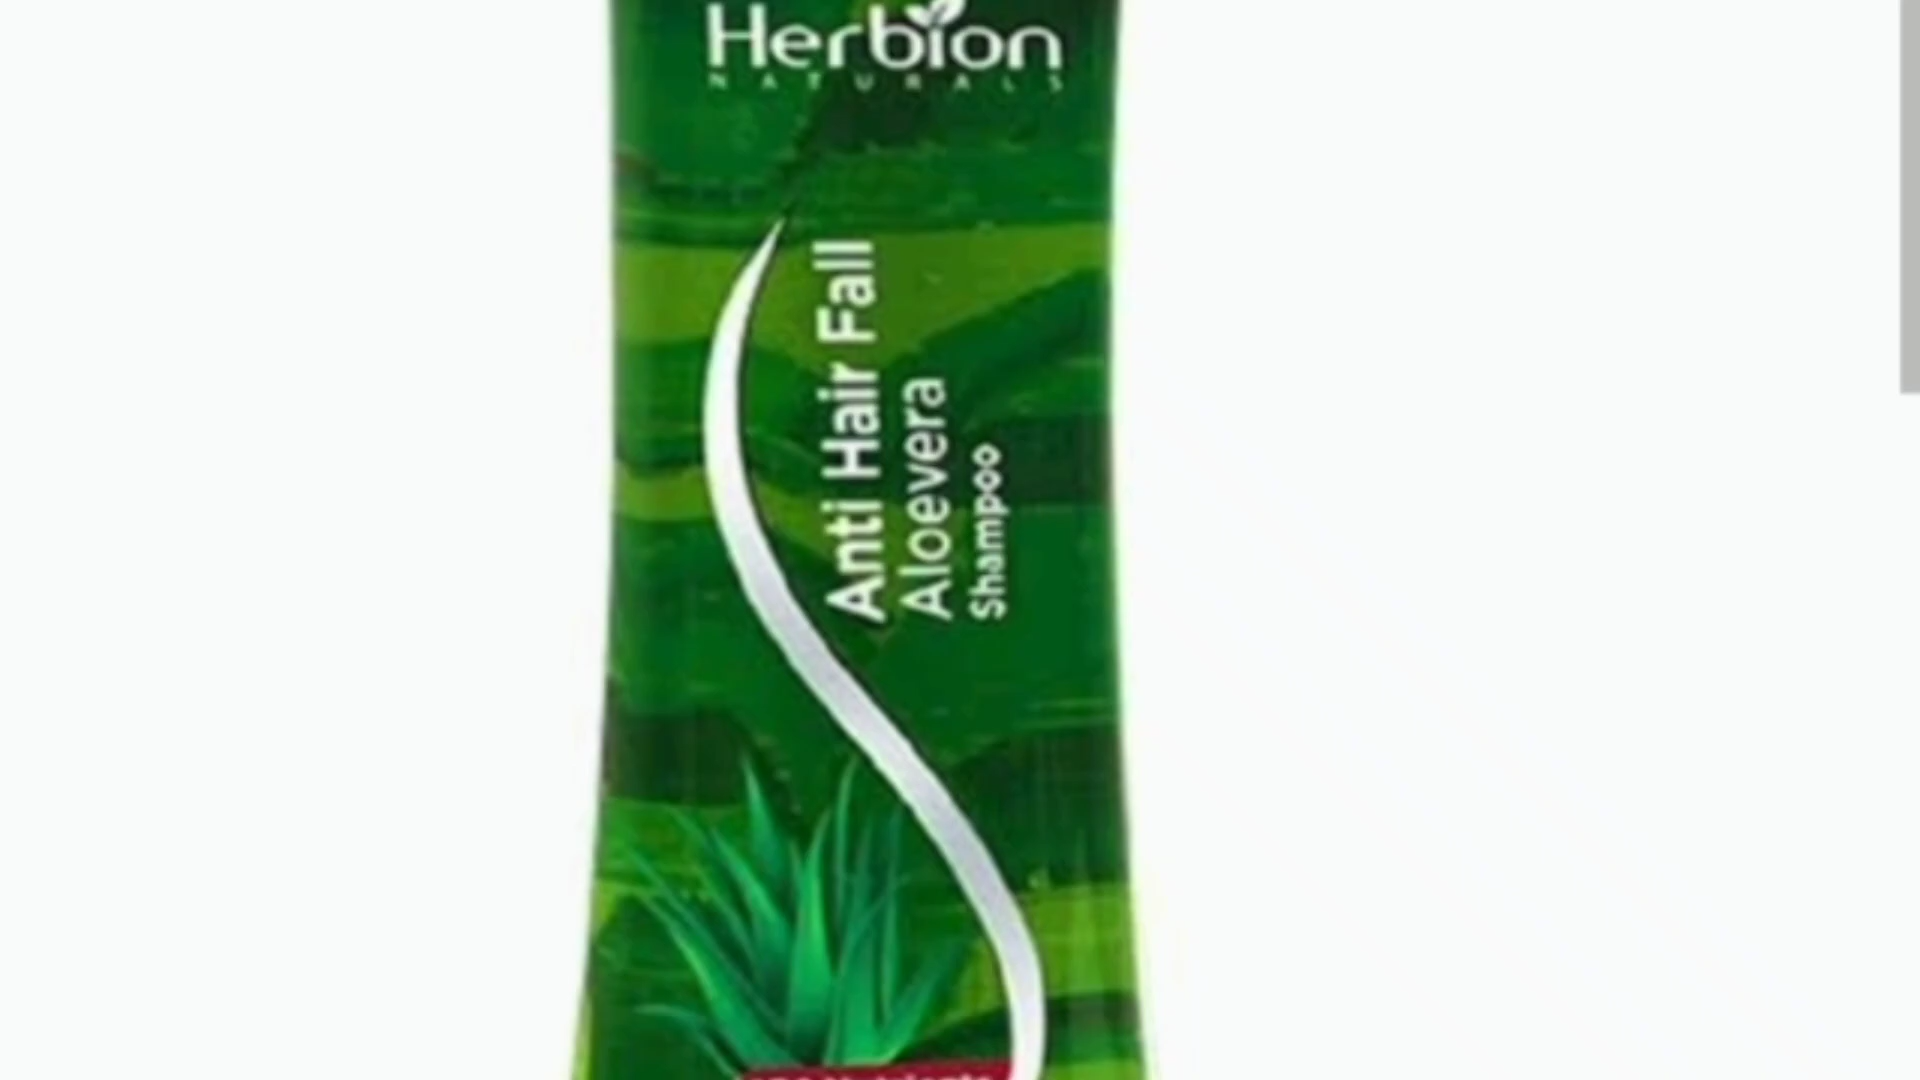 Herbion
NATURALS
Anti Hair Fall
Aloevera
Shampoo